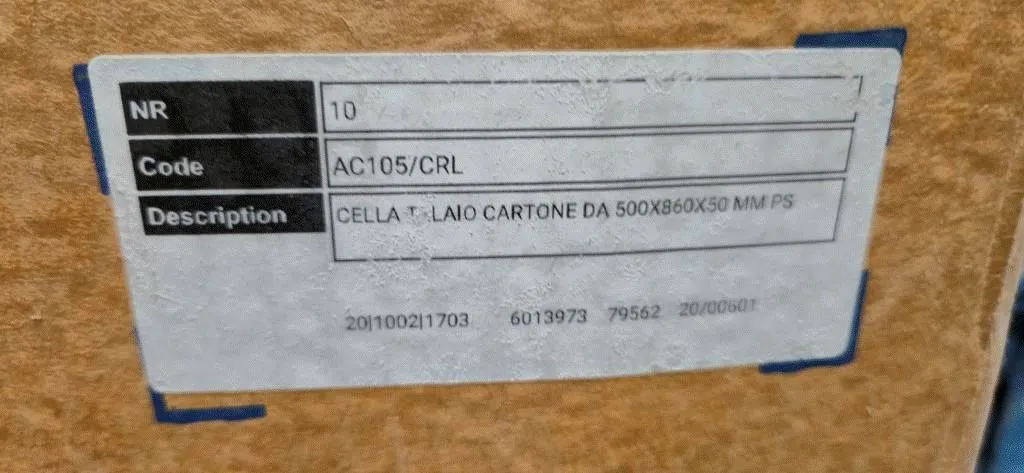 NR 10
Code AC105/CRL
Description CELLA T LAIO CARTONE DA 500X860X50 MM PS
20|1002|1703 6013973 79562 20/00601